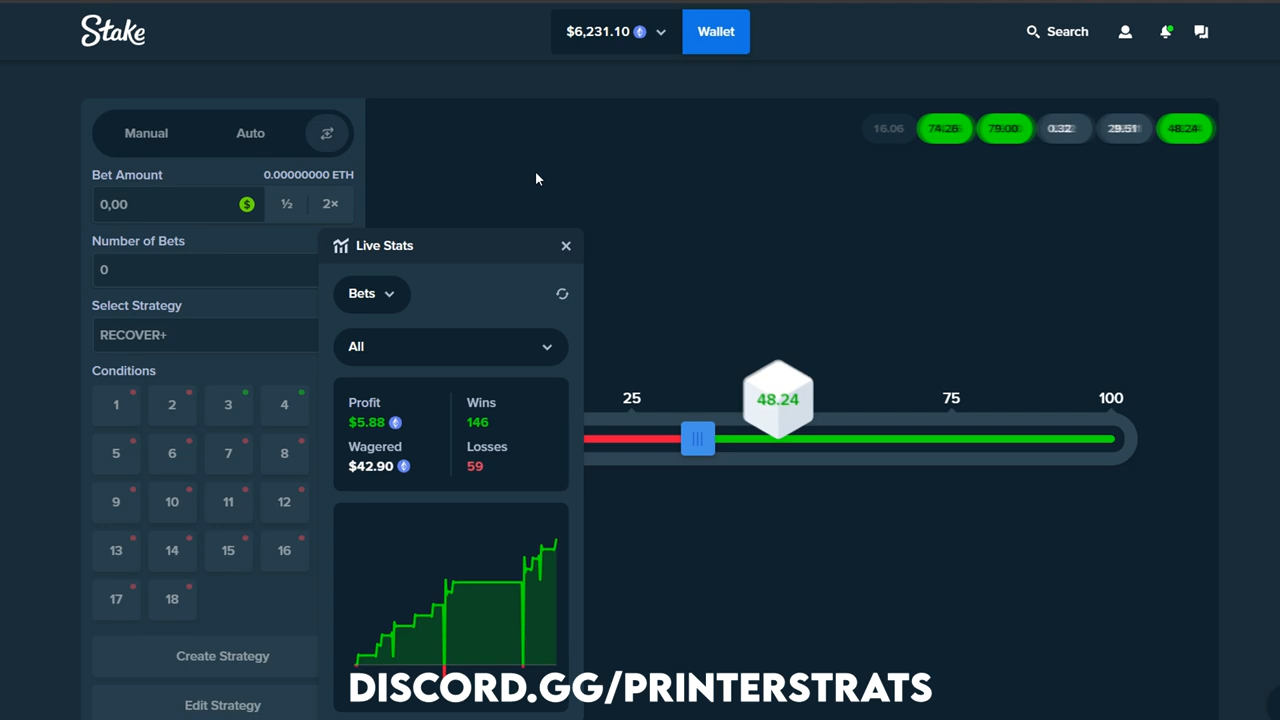 Stake
$6,231.10
Wallet
Search
Manual
Auto
16.06
74.26
79.00
0.32
48.24
Bet Amount
0.00000000 ETH
0,00
$
½
2×
Number of Bets
0
Live Stats
Bets
Select Strategy
RECOVER+
All
Conditions
1 2 3 4
5 6 7 8
9 10 11 12
13 14 15 16
17 18
Profit
$5.88
Wins
146
Wagered
$42.90
Losses
59
25
75
100
48.24
Create Strategy
Edit Strategy
DISCORD.GG/PRINTERSTRATS